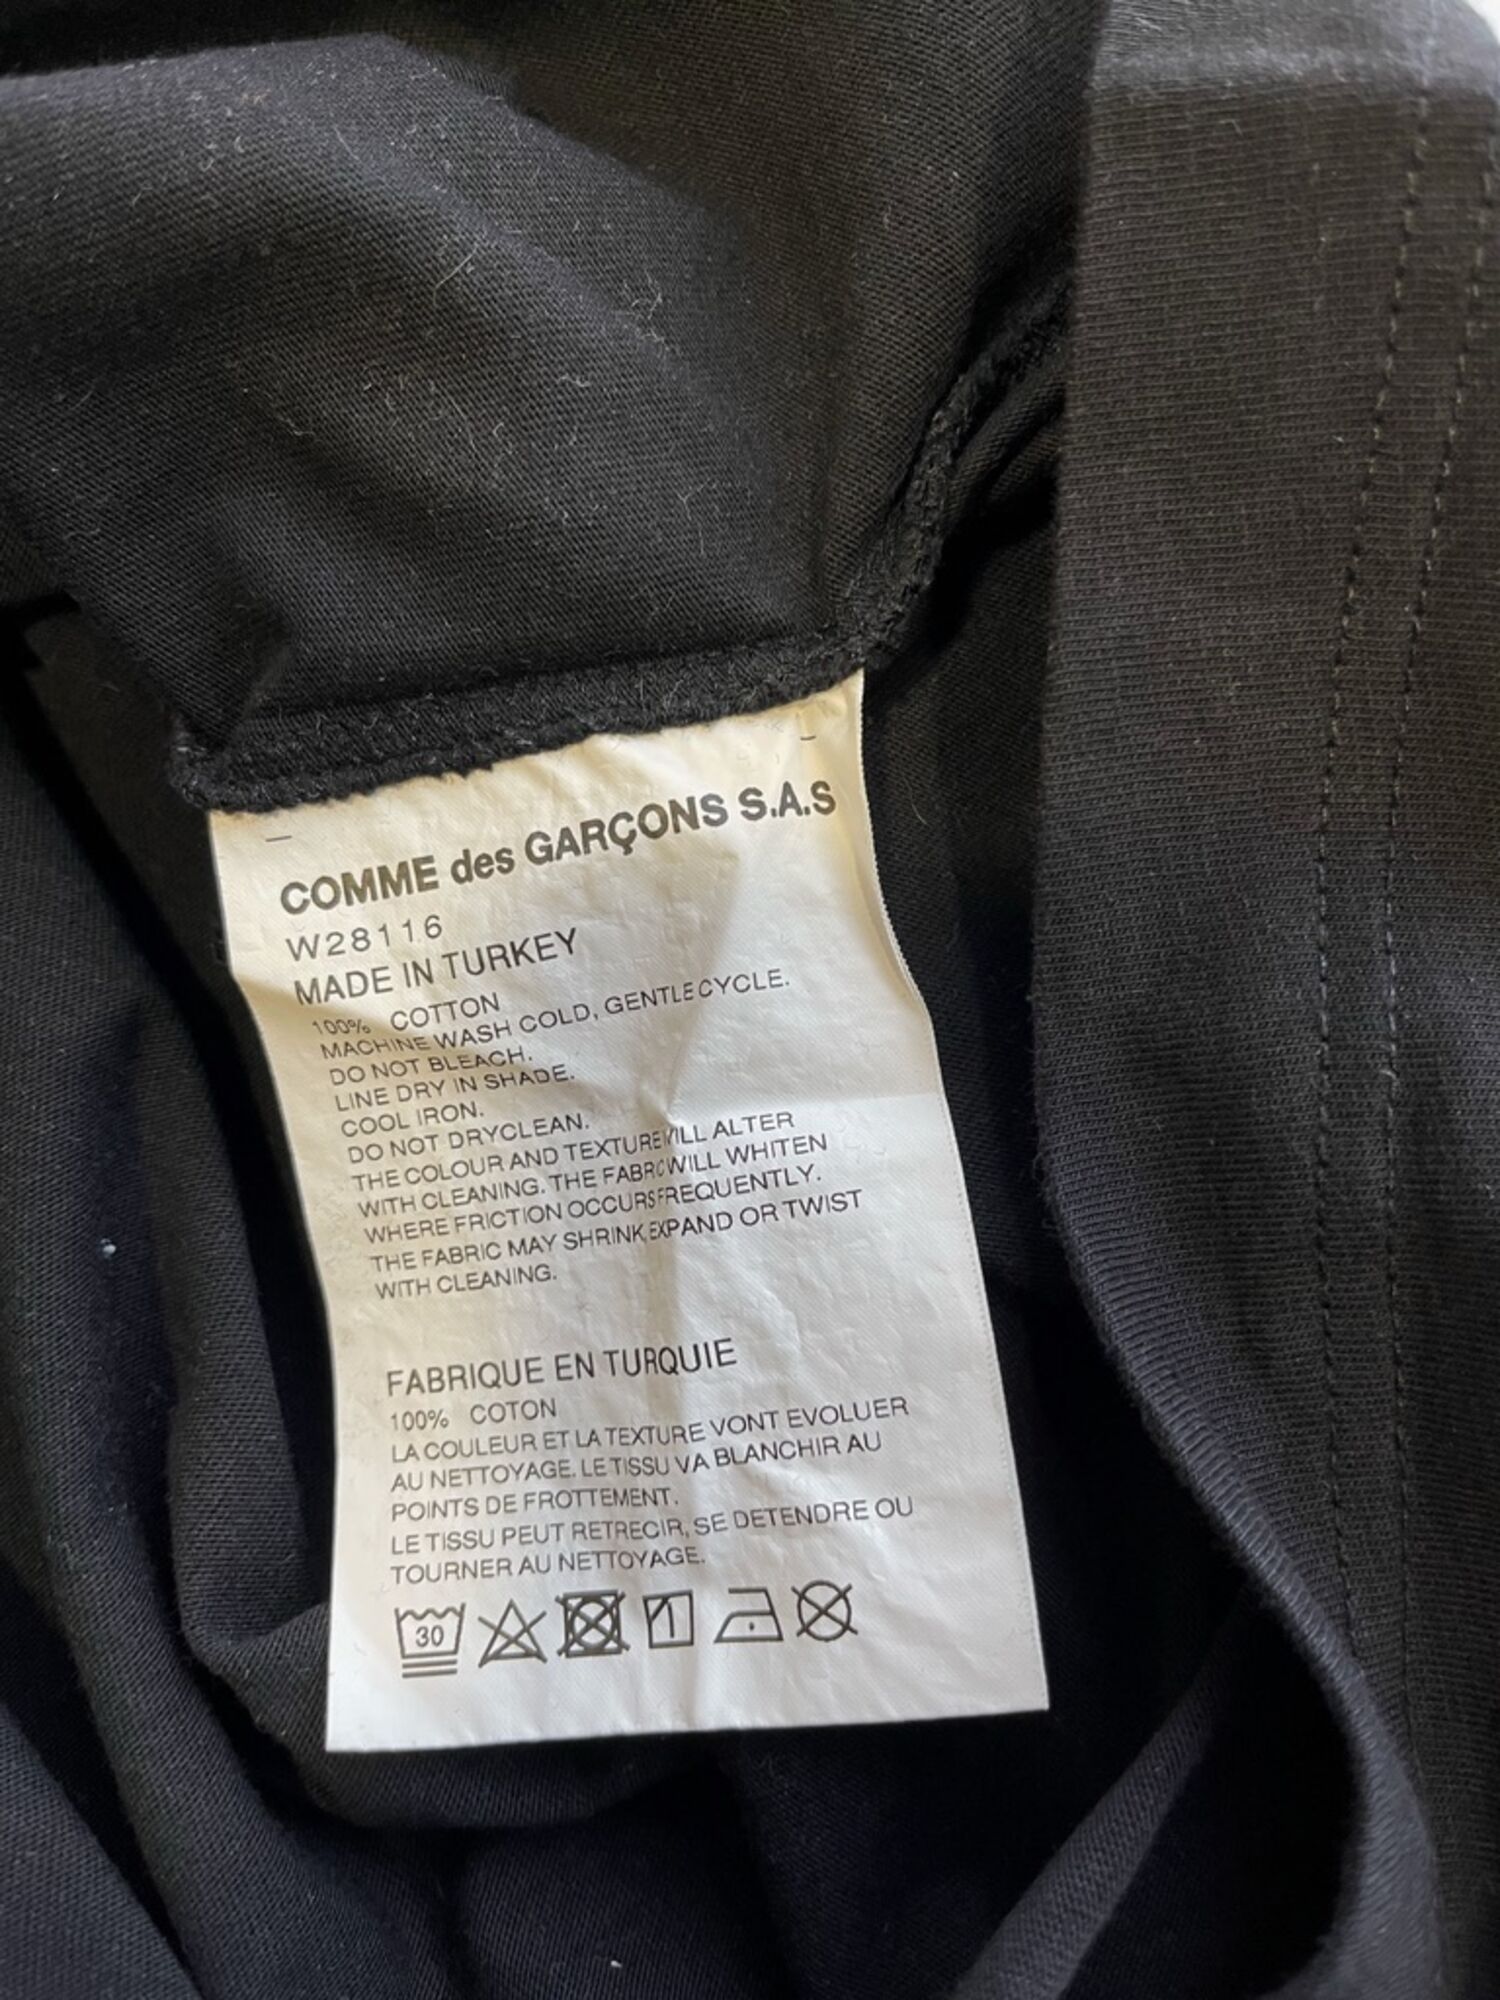 COMME des GARÇONS S.A.S
W28116
MADE IN TURKEY
100% COTTON
MACHINE WASH COLD, GENTLE CYCLE.
DO NOT BLEACH.
LINE DRY IN SHADE.
COOL IRON.
DO NOT DRYCLEAN.
THE COLOUR AND TEXTURE WILL ALTER
WITH CLEANING. THE FABRIC WILL WHITEN
WHERE FRICTION OCCURS FREQUENTLY.
THE FABRIC MAY SHRINK, EXPAND OR TWIST
WITH CLEANING.
FABRIQUE EN TURQUIE
100% COTON
LA COULEUR ET LA TEXTURE VONT EVOLUER
AU NETTOYAGE. LE TISSU VA BLANCHIR AU
POINTS DE FROTTEMENT.
LE TISSU PEUT RETRECIR, SE DETENDRE OU
TOURNER AU NETTOYAGE.
30